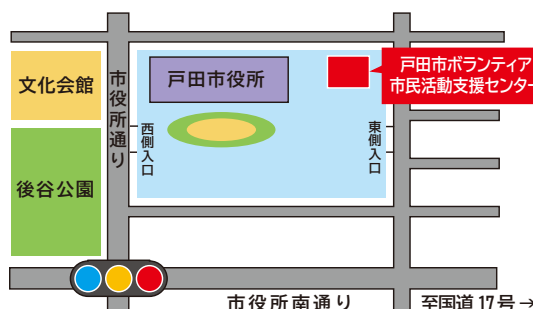 文化会館
市役所通り
戸田市役所
戸田市ボランティア
市民活動支援センター
西側入口
東側入口
後谷公園
市役所南通り
至国道17号→